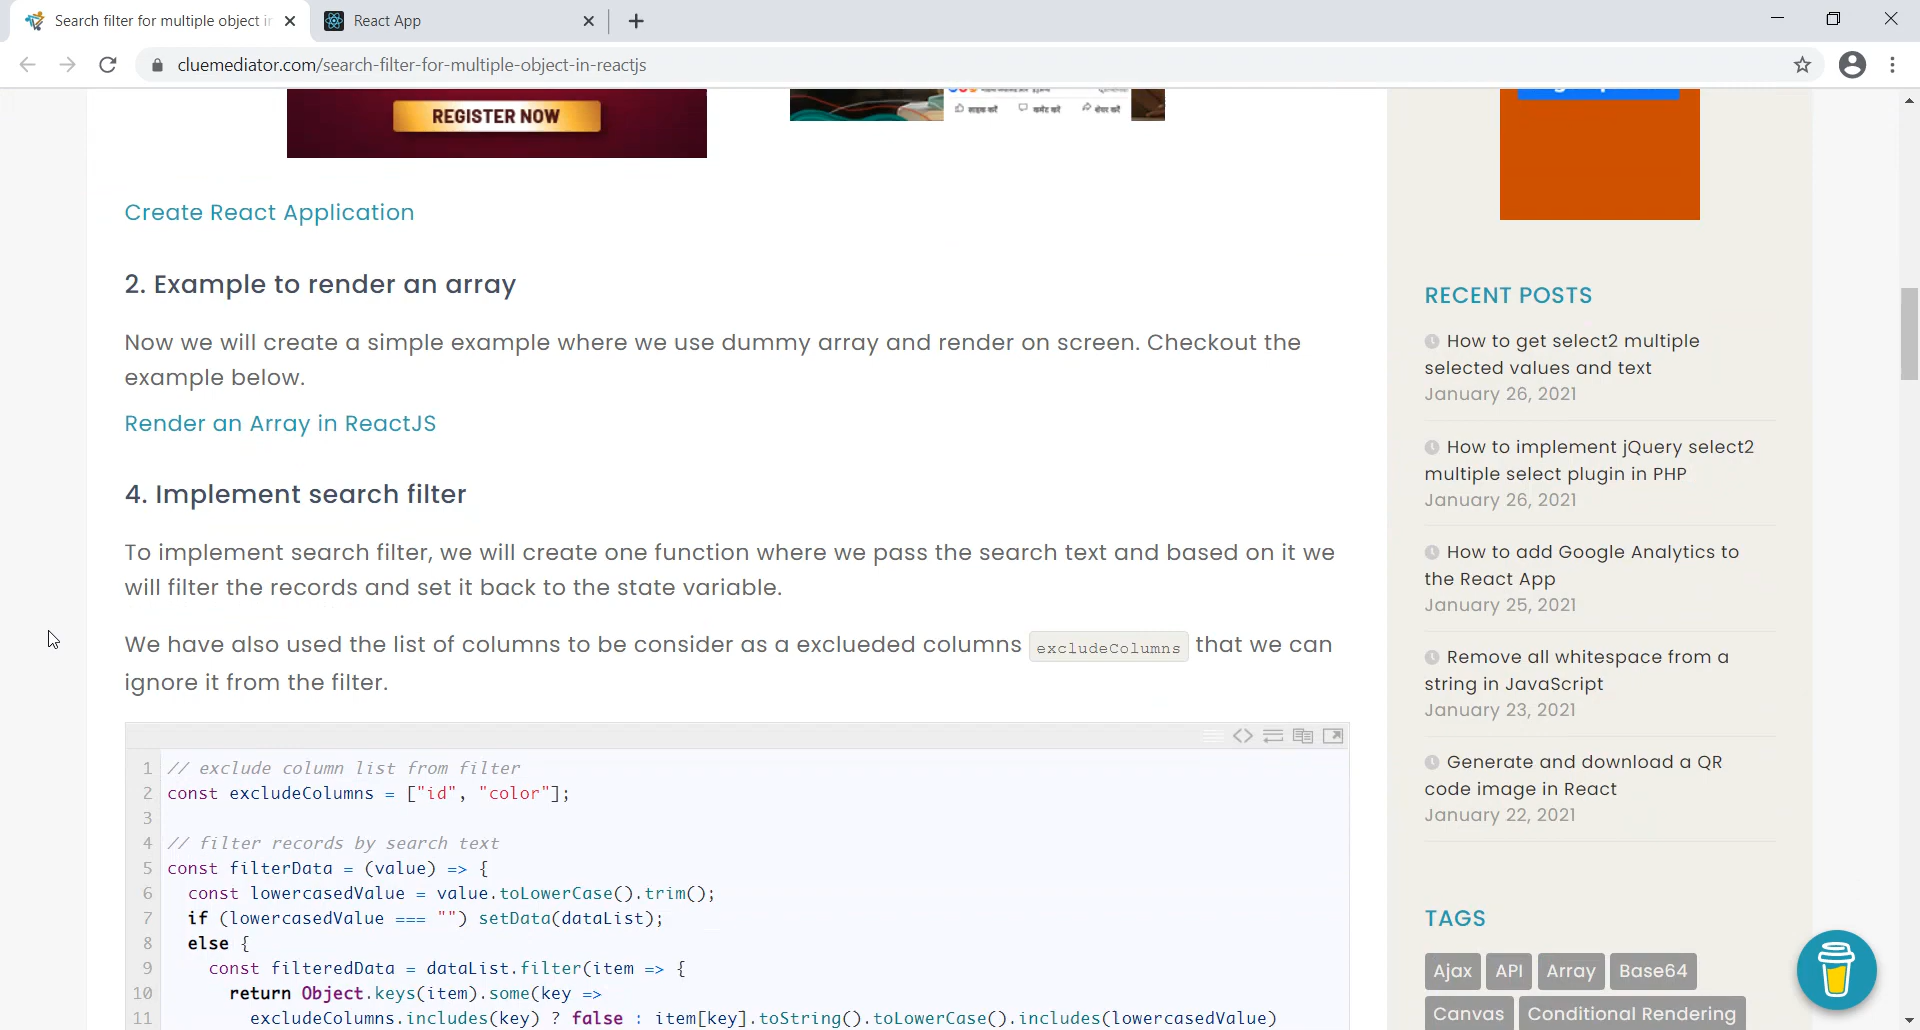 Search filter for multiple object in
React App
cluemediator.com/search-filter-for-multiple-object-in-reactjs
REGISTER NOW
लाइक करें
कमेंट करें
शेयर करें
Create React Application
2. Example to render an array
Now we will create a simple example where we use dummy array and render on screen. Checkout the
example below.
Render an Array in ReactJS
4. Implement search filter
To implement search filter, we will create one function where we pass the search text and based on it we
will filter the records and set it back to the state variable.
We have also used the list of columns to be consider as a exclueded columns excludeColumns that we can
ignore it from the filter.
1 // exclude column list from filter
2 const excludeColumns = ["id", "color"];
3
4 // filter records by search text
5 const filterData = (value) => {
6 const lowercasedValue = value.toLowerCase().trim();
7 if (lowercasedValue === "") setData(dataList);
8 else {
9 const filteredData = dataList.filter(item => {
10 return Object.keys(item).some(key =>
11 excludeColumns.includes(key) ? false : item[key].toString().toLowerCase().includes(lowercasedValue)
RECENT POSTS
How to get select2 multiple
selected values and text
January 26, 2021
How to implement jQuery select2
multiple select plugin in PHP
January 26, 2021
How to add Google Analytics to
the React App
January 25, 2021
Remove all whitespace from a
string in JavaScript
January 23, 2021
Generate and download a QR
code image in React
January 22, 2021
TAGS
Ajax API Array Base64
Canvas Conditional Rendering